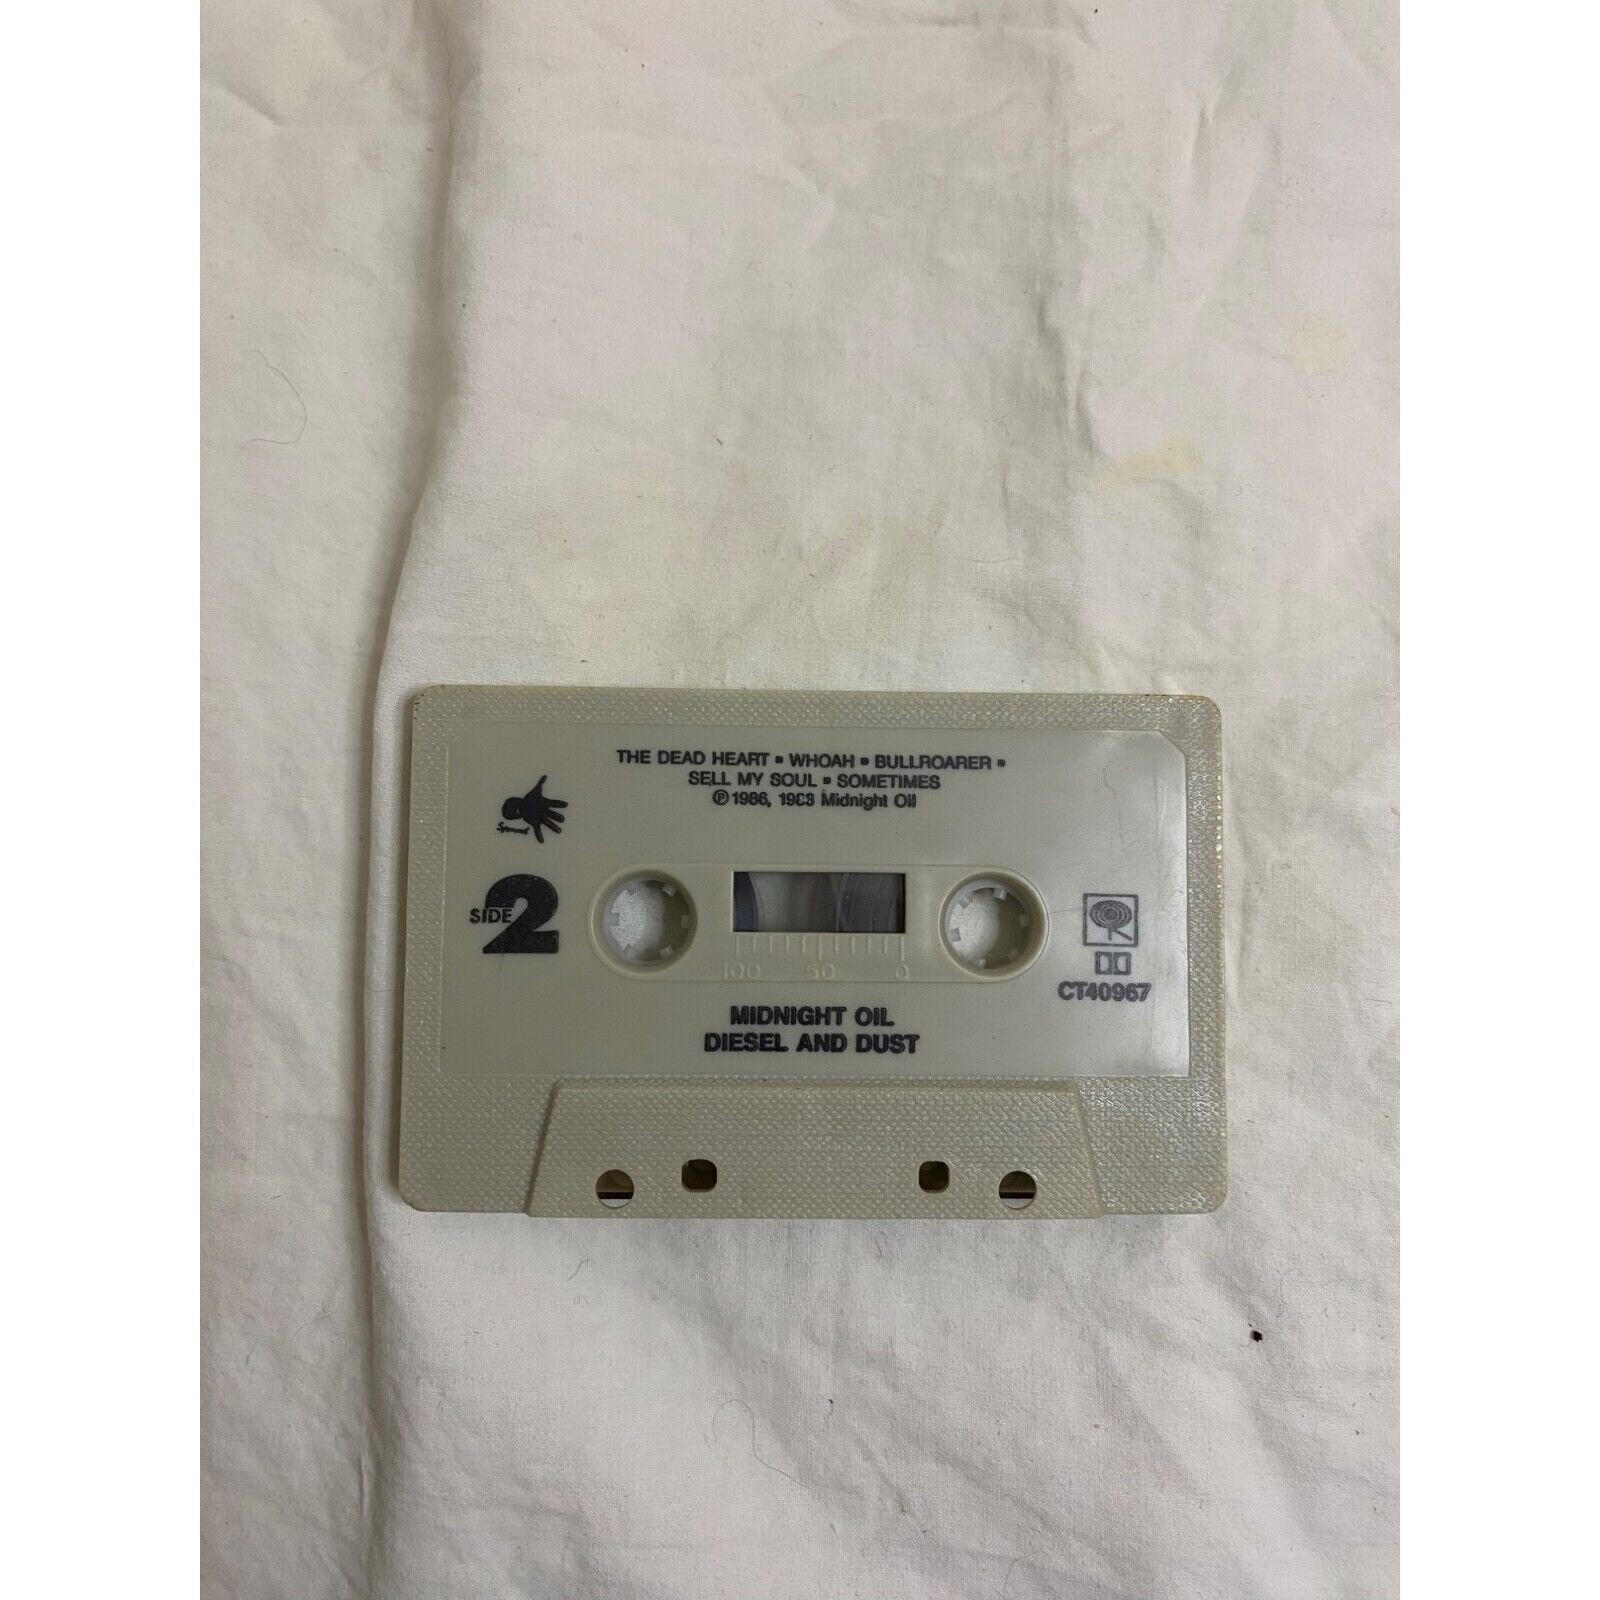 THE DEAD HEART ▪ WHOAH ▪ BULLROARER ▪
SELL MY SOUL ▪ SOMETIMES
℗ 1986, 1988 Midnight Oil
SIDE 2
100 50 0
CT40967
MIDNIGHT OIL
DIESEL AND DUST